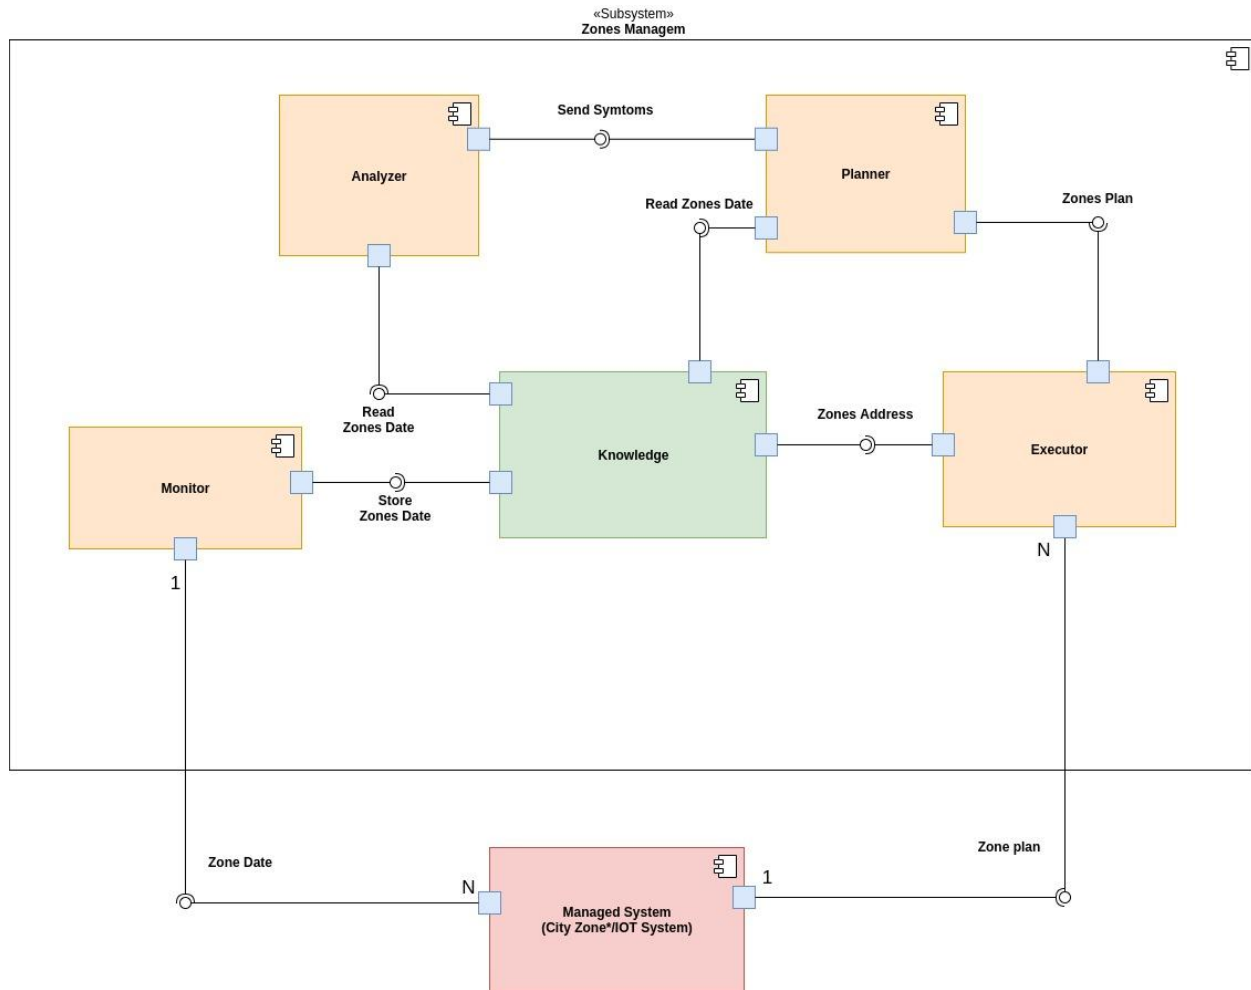 «Subsystem»
Zones Managem
Send Symtoms
Analyzer
Planner
Read Zones Date
Zones Plan
Read
Zones Date
Zones Address
Knowledge
Executor
Monitor
Store
Zones Date
N
1
Zone Date
Zone plan
N
1
Managed System
(City Zone*/IOT System)